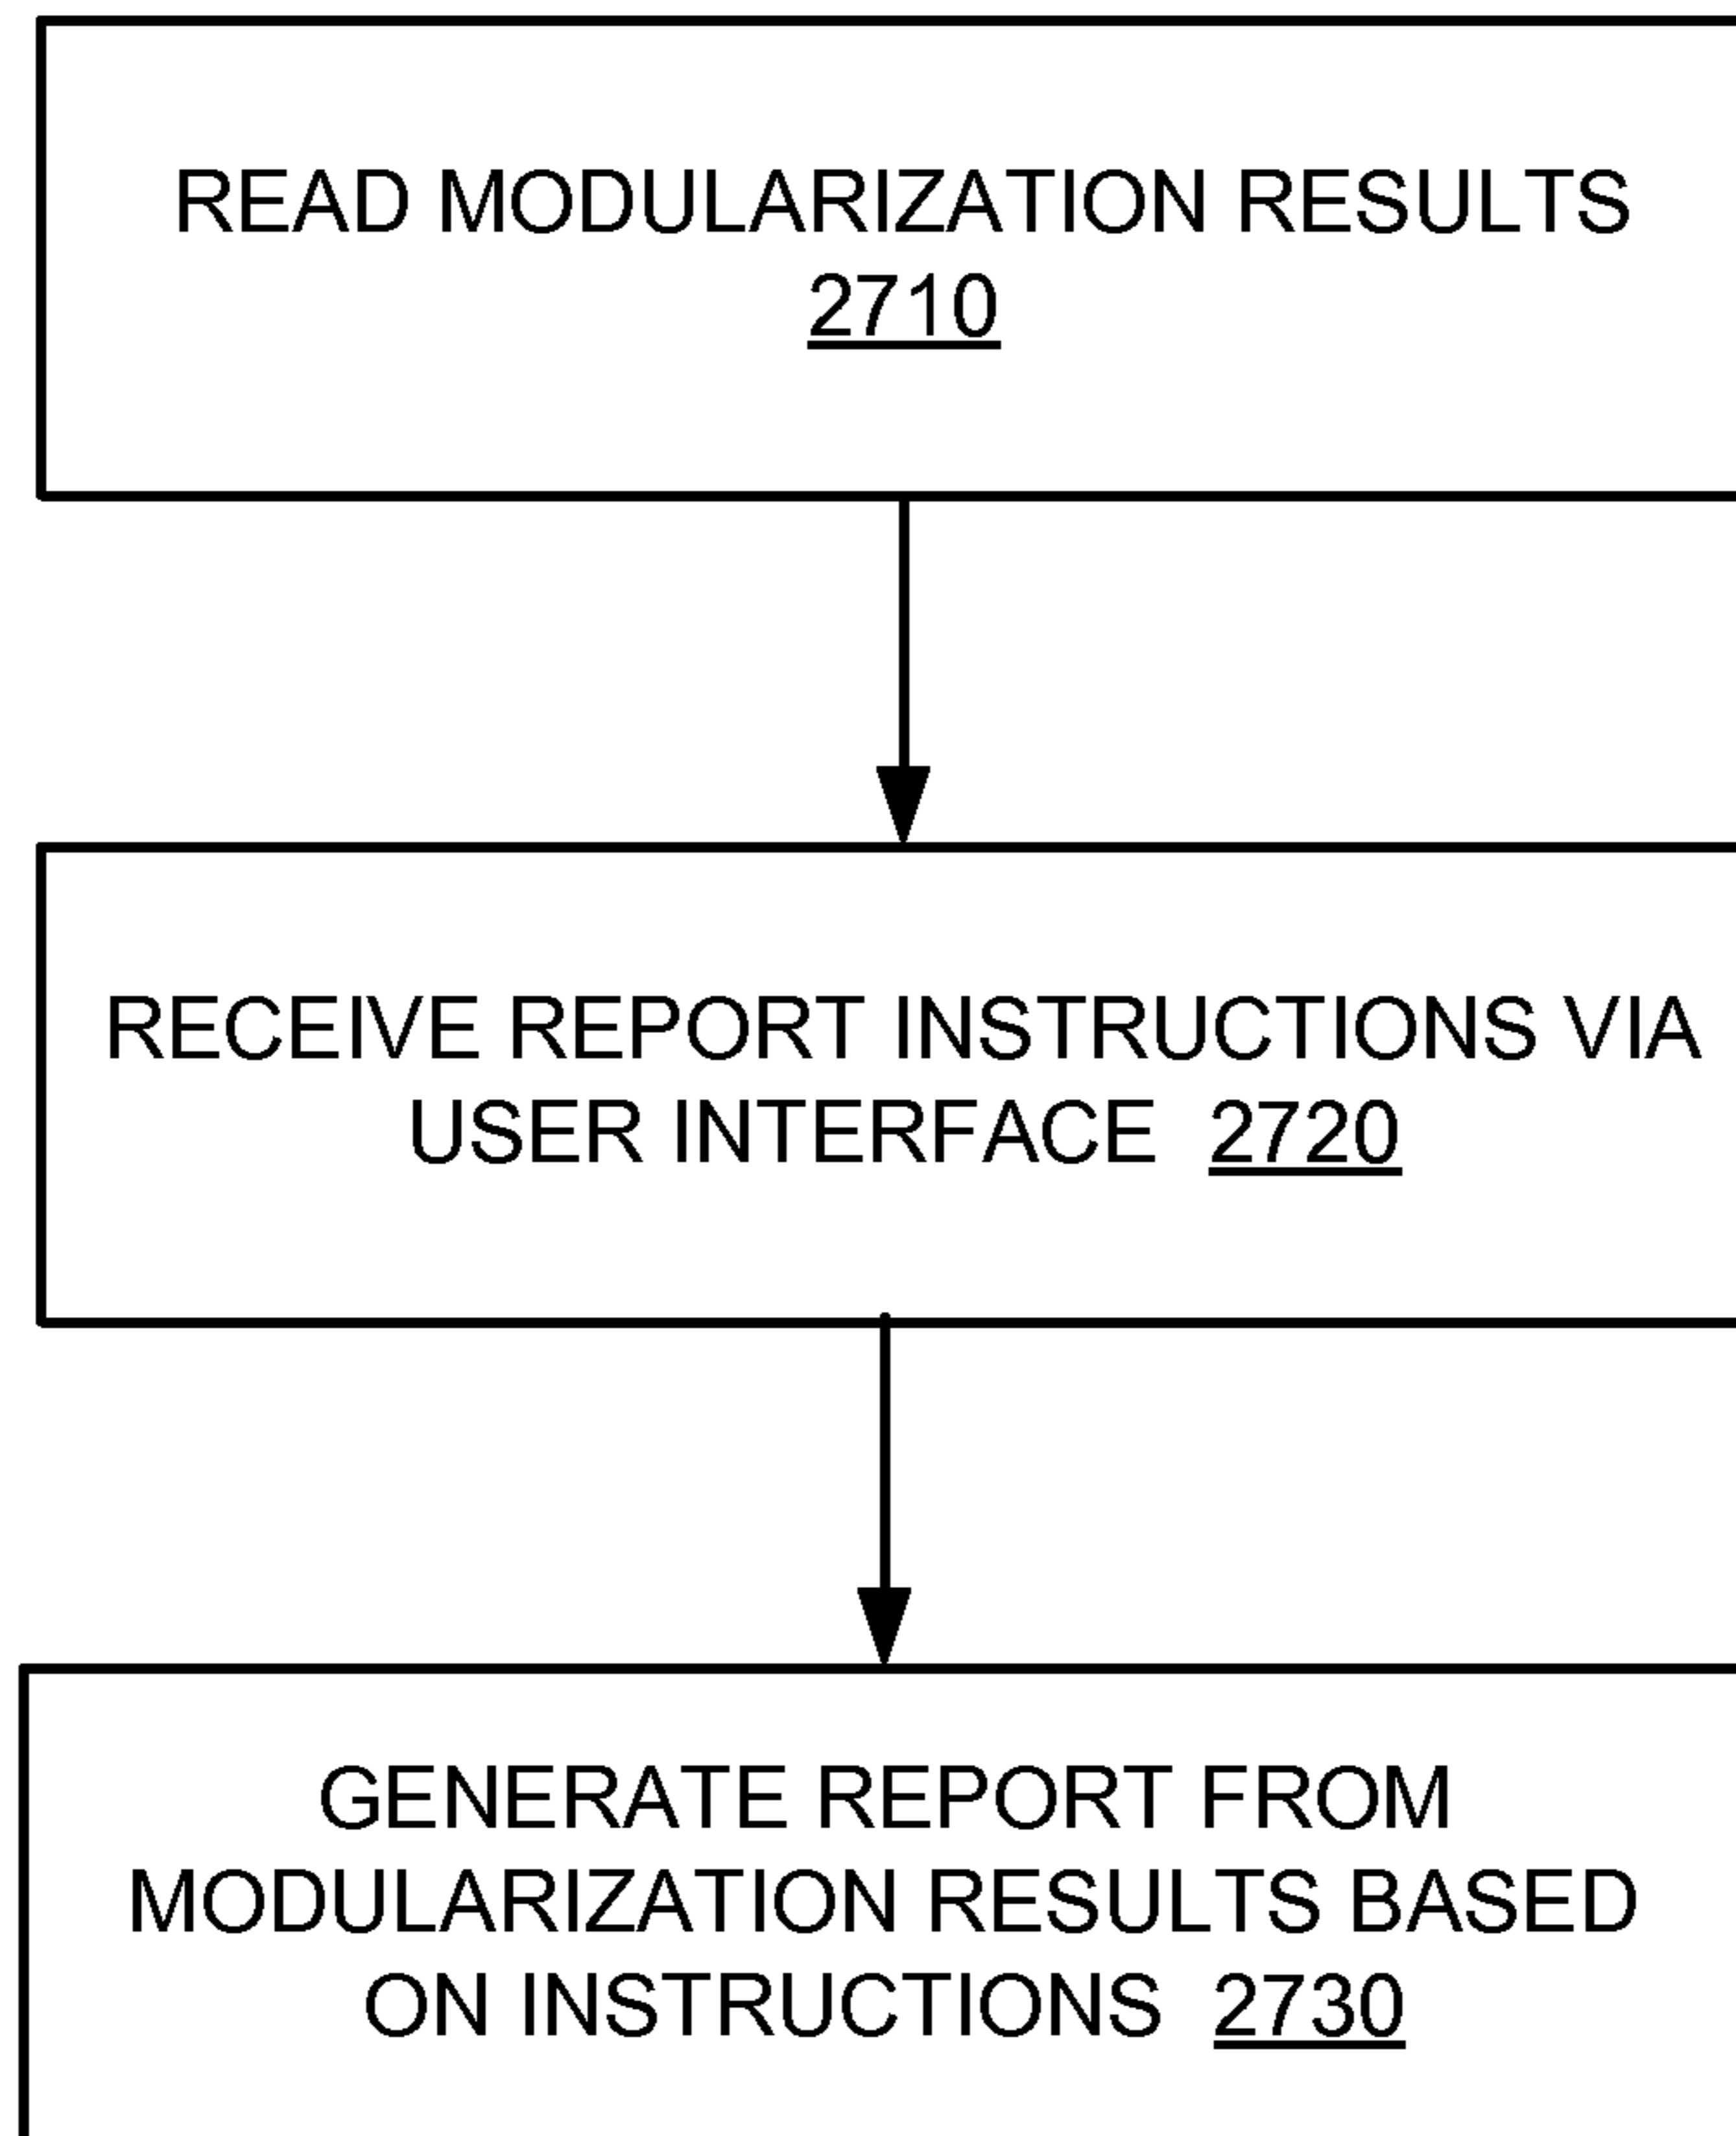 READ MODULARIZATION RESULTS
2710
RECEIVE REPORT INSTRUCTIONS VIA
USER INTERFACE 2720
GENERATE REPORT FROM
MODULARIZATION RESULTS BASED
ON INSTRUCTIONS 2730